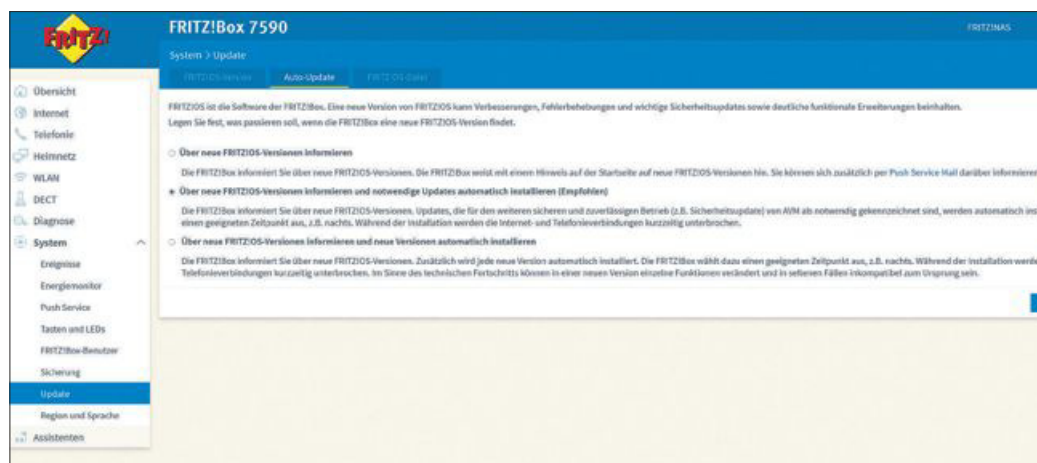 FRITZ!
FRITZ!Box 7590
FRITZ!NAS
System > Update
FRITZ!OS-Version
Auto-Update
FRITZ!OS-Datei
Übersicht
Internet
Telefonie
Heimnetz
WLAN
DECT
Diagnose
System
Ereignisse
Energiemonitor
Push Service
Tasten und LEDs
FRITZ!Box-Benutzer
Sicherung
Update
Region und Sprache
Assistenten
FRITZ!OS ist die Software der FRITZ!Box. Eine neue Version von FRITZ!OS kann Verbesserungen, Fehlerbehebungen und wichtige Sicherheitsupdates sowie deutliche funktionale Erweiterungen beinhalten.
Legen Sie fest, was passieren soll, wenn die FRITZ!Box eine neue FRITZ!OS-Version findet.
Über neue FRITZ!OS-Versionen informieren
Die FRITZ!Box informiert Sie über neue FRITZ!OS-Versionen. Die FRITZ!Box weist mit einem Hinweis auf der Startseite auf neue FRITZ!OS-Versionen hin. Sie können sich zusätzlich per Push Service Mail darüber informieren
Über neue FRITZ!OS-Versionen informieren und notwendige Updates automatisch installieren (Empfohlen)
Die FRITZ!Box informiert Sie über neue FRITZ!OS-Versionen. Updates, die für den weiteren sicheren und zuverlässigen Betrieb (z.B. Sicherheitsupdate) von AVM als notwendig gekennzeichnet sind, werden automatisch ins
einen geeigneten Zeitpunkt aus, z.B. nachts. Während der Installation werden die Internet- und Telefonieverbindungen kurzzeitig unterbrochen.
Über neue FRITZ!OS-Versionen informieren und neue Versionen automatisch installieren
Die FRITZ!Box informiert Sie über neue FRITZ!OS-Versionen. Zusätzlich wird jede neue Version automatisch installiert. Die FRITZ!Box wählt dazu einen geeigneten Zeitpunkt aus, z.B. nachts. Während der Installation werde
Telefonieverbindungen kurzzeitig unterbrochen. Im Sinne des technischen Fortschritts können in einer neuen Version einzelne Funktionen verändert und in seltenen Fällen inkompatibel zum Ursprung sein.